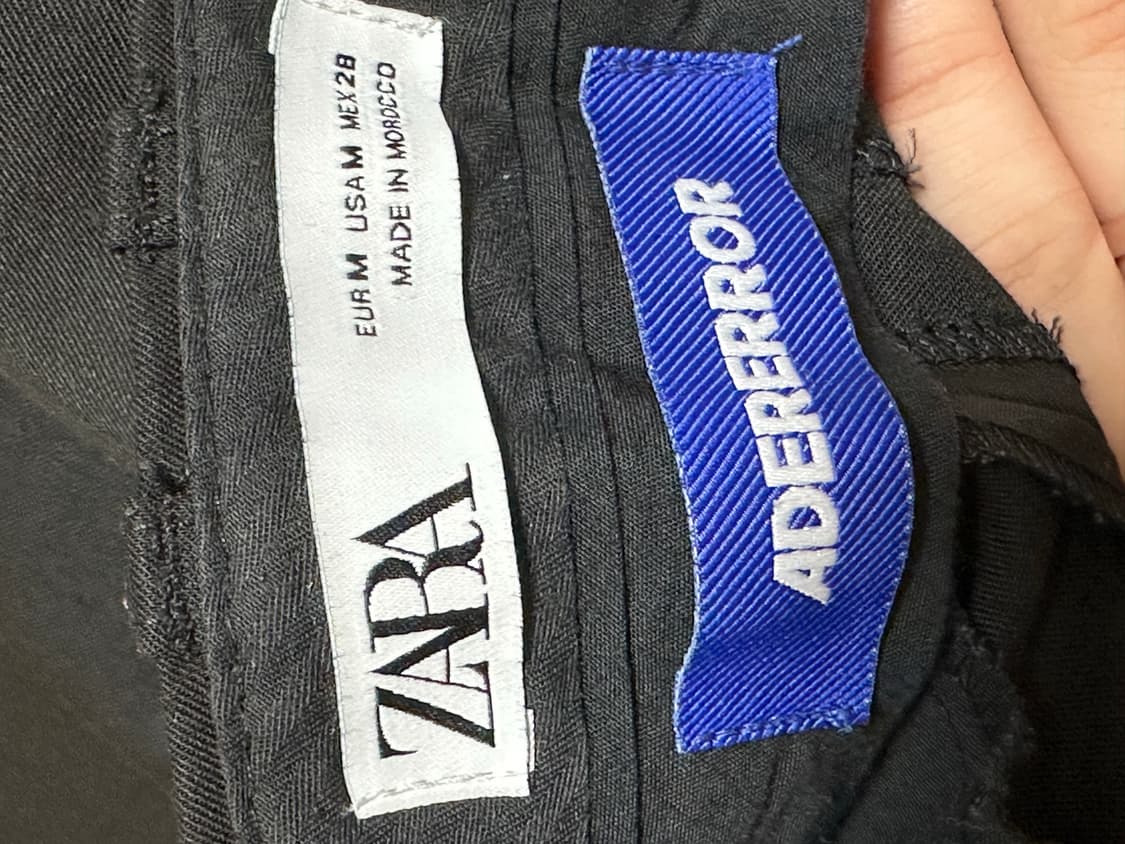 ZARA
EUR M USA M MEX 28
MADE IN MOROCCO
ADERERROR